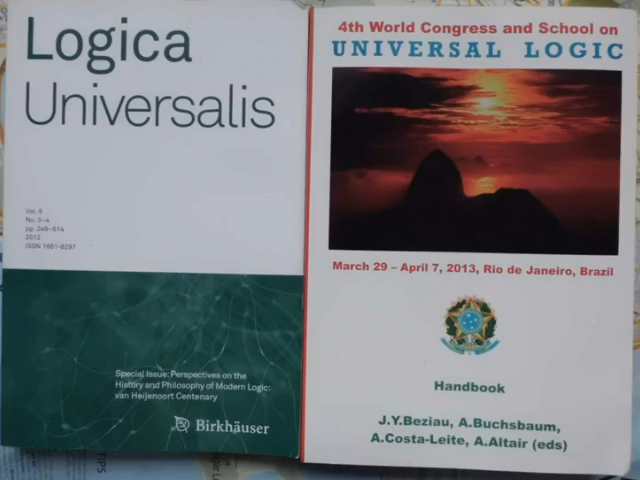 Logica
Universalis
Vol. 6
No. 3–4
pp. 249–614
2012
ISSN 1661-8297
Special Issue: Perspectives on the
History and Philosophy of Modern Logic:
van Heijenoort Centenary
Birkhäuser
4th World Congress and School on
UNIVERSAL LOGIC
March 29 – April 7, 2013, Rio de Janeiro, Brazil
Handbook
J.Y.Beziau, A.Buchsbaum,
A.Costa-Leite, A.Altair (eds)
TIPS